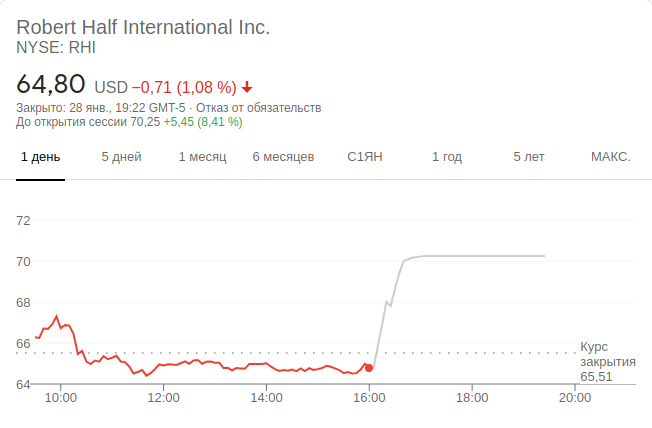 Robert Half International Inc.
NYSE: RHI
64,80 USD −0,71 (1,08 %)
Закрыто: 28 янв., 19:22 GMT-5 · Отказ от обязательств
До открытия сессии 70,25 +5,45 (8,41 %)
1 день 5 дней 1 месяц 6 месяцев С1ЯН 1 год 5 лет МАКС.
72
70
68
66
64
Курс
закрытия
65,51
10:00 12:00 14:00 16:00 18:00 20:00